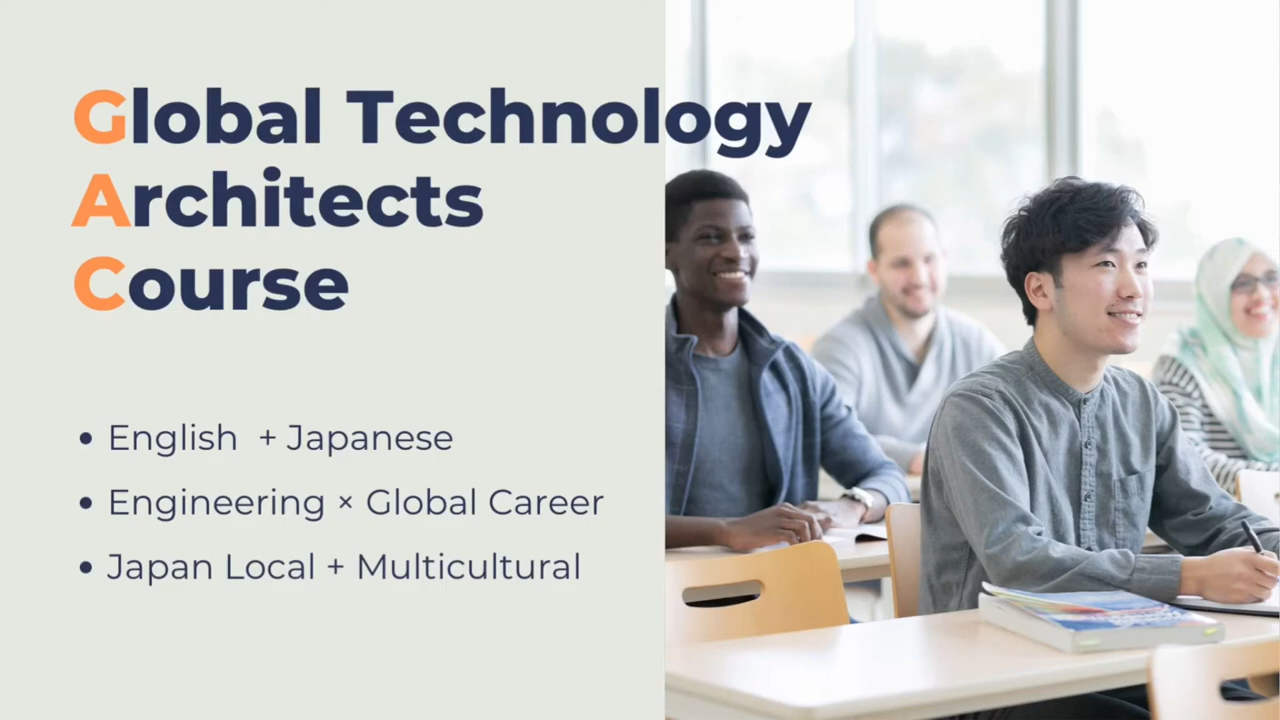 Global Technology
Architects
Course
• English + Japanese
• Engineering × Global Career
• Japan Local + Multicultural